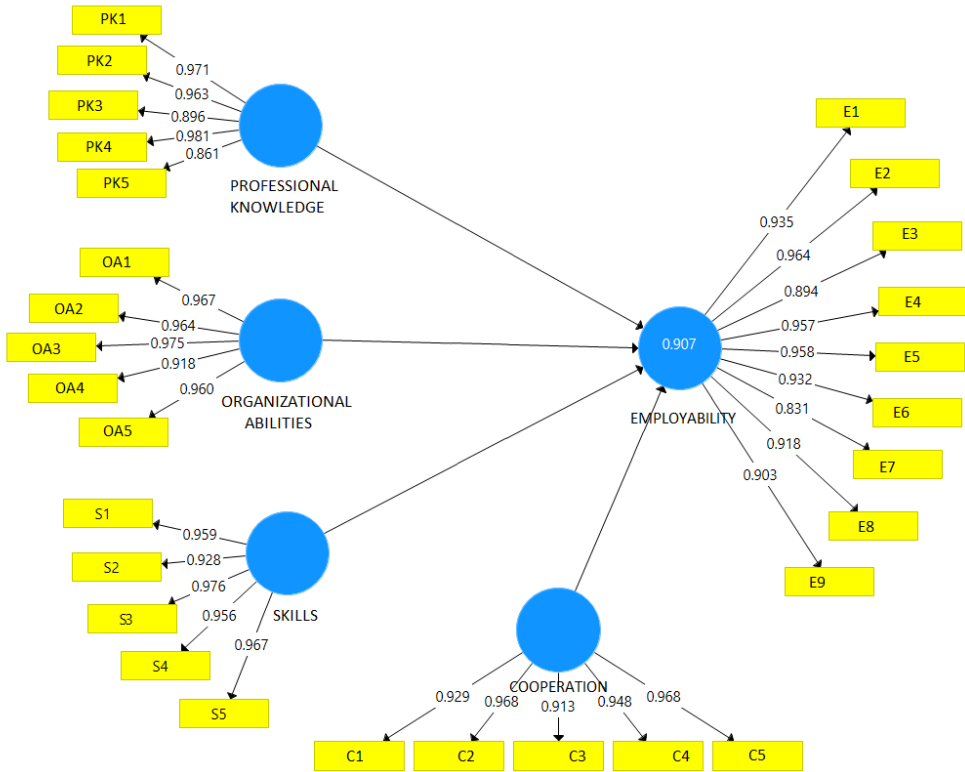 PK1
PK2
PK3
PK4
PK5
0.971
0.963
0.896
0.981
0.861
PROFESSIONAL
KNOWLEDGE
OA1
OA2
OA3
OA4
OA5
0.967
0.964
0.975
0.918
0.960
ORGANIZATIONAL
ABILITIES
S1
S2
S3
S4
S5
0.959
0.928
0.976
0.956
0.967
SKILLS
COOPERATION
0.929
0.968
0.913
0.948
0.968
C1
C2
C3
C4
C5
0.907
EMPLOYABILITY
0.935
0.964
0.894
0.957
0.958
0.932
0.831
0.918
0.903
E1
E2
E3
E4
E5
E6
E7
E8
E9